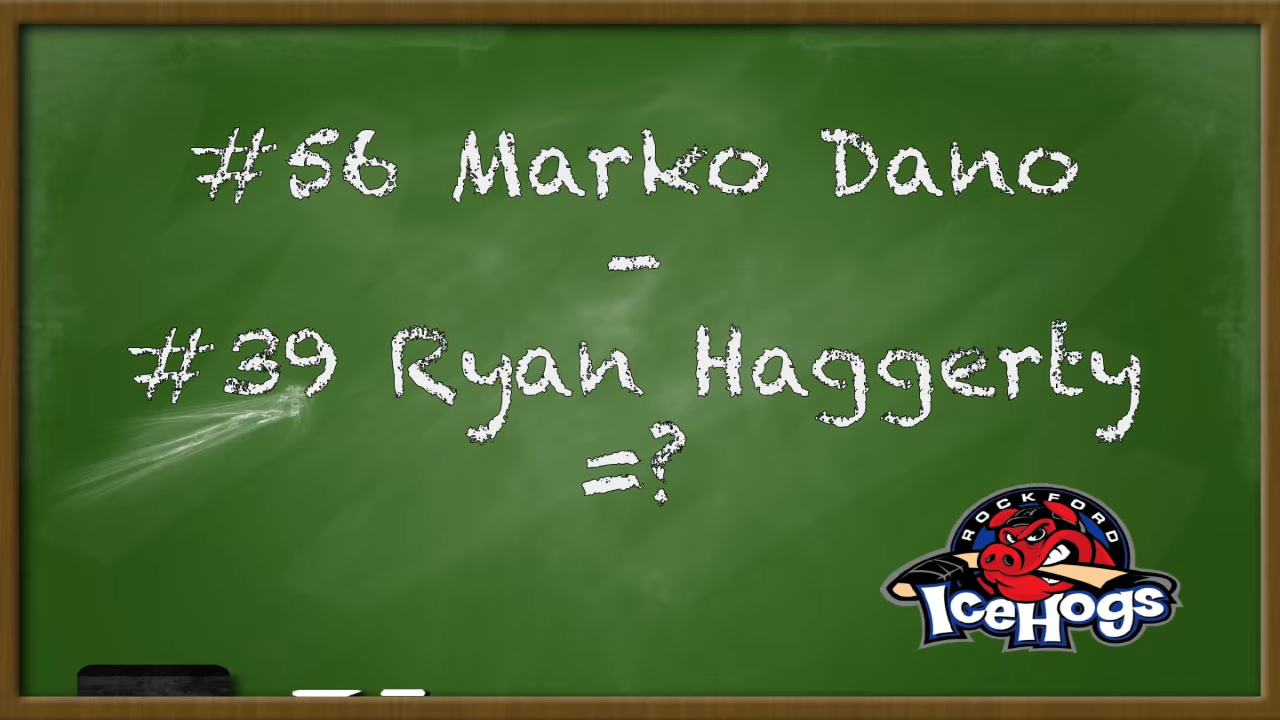 #56 Marko Dano
-
#39 Ryan Haggerty
=?
ROCKFORD
IceHogs